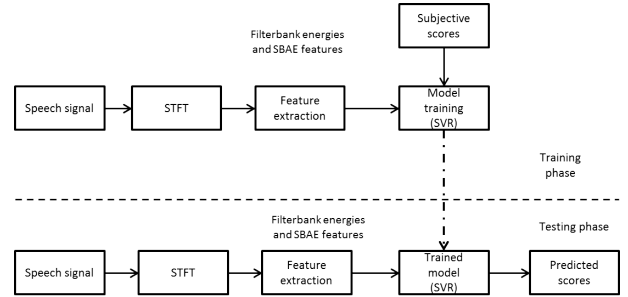 Subjective
scores
Filterbank energies
and SBAE features
Speech signal
STFT
Feature
extraction
Model
training
(SVR)
Training
phase
Filterbank energies
and SBAE features
Testing phase
Speech signal
STFT
Feature
extraction
Trained
model
(SVR)
Predicted
scores